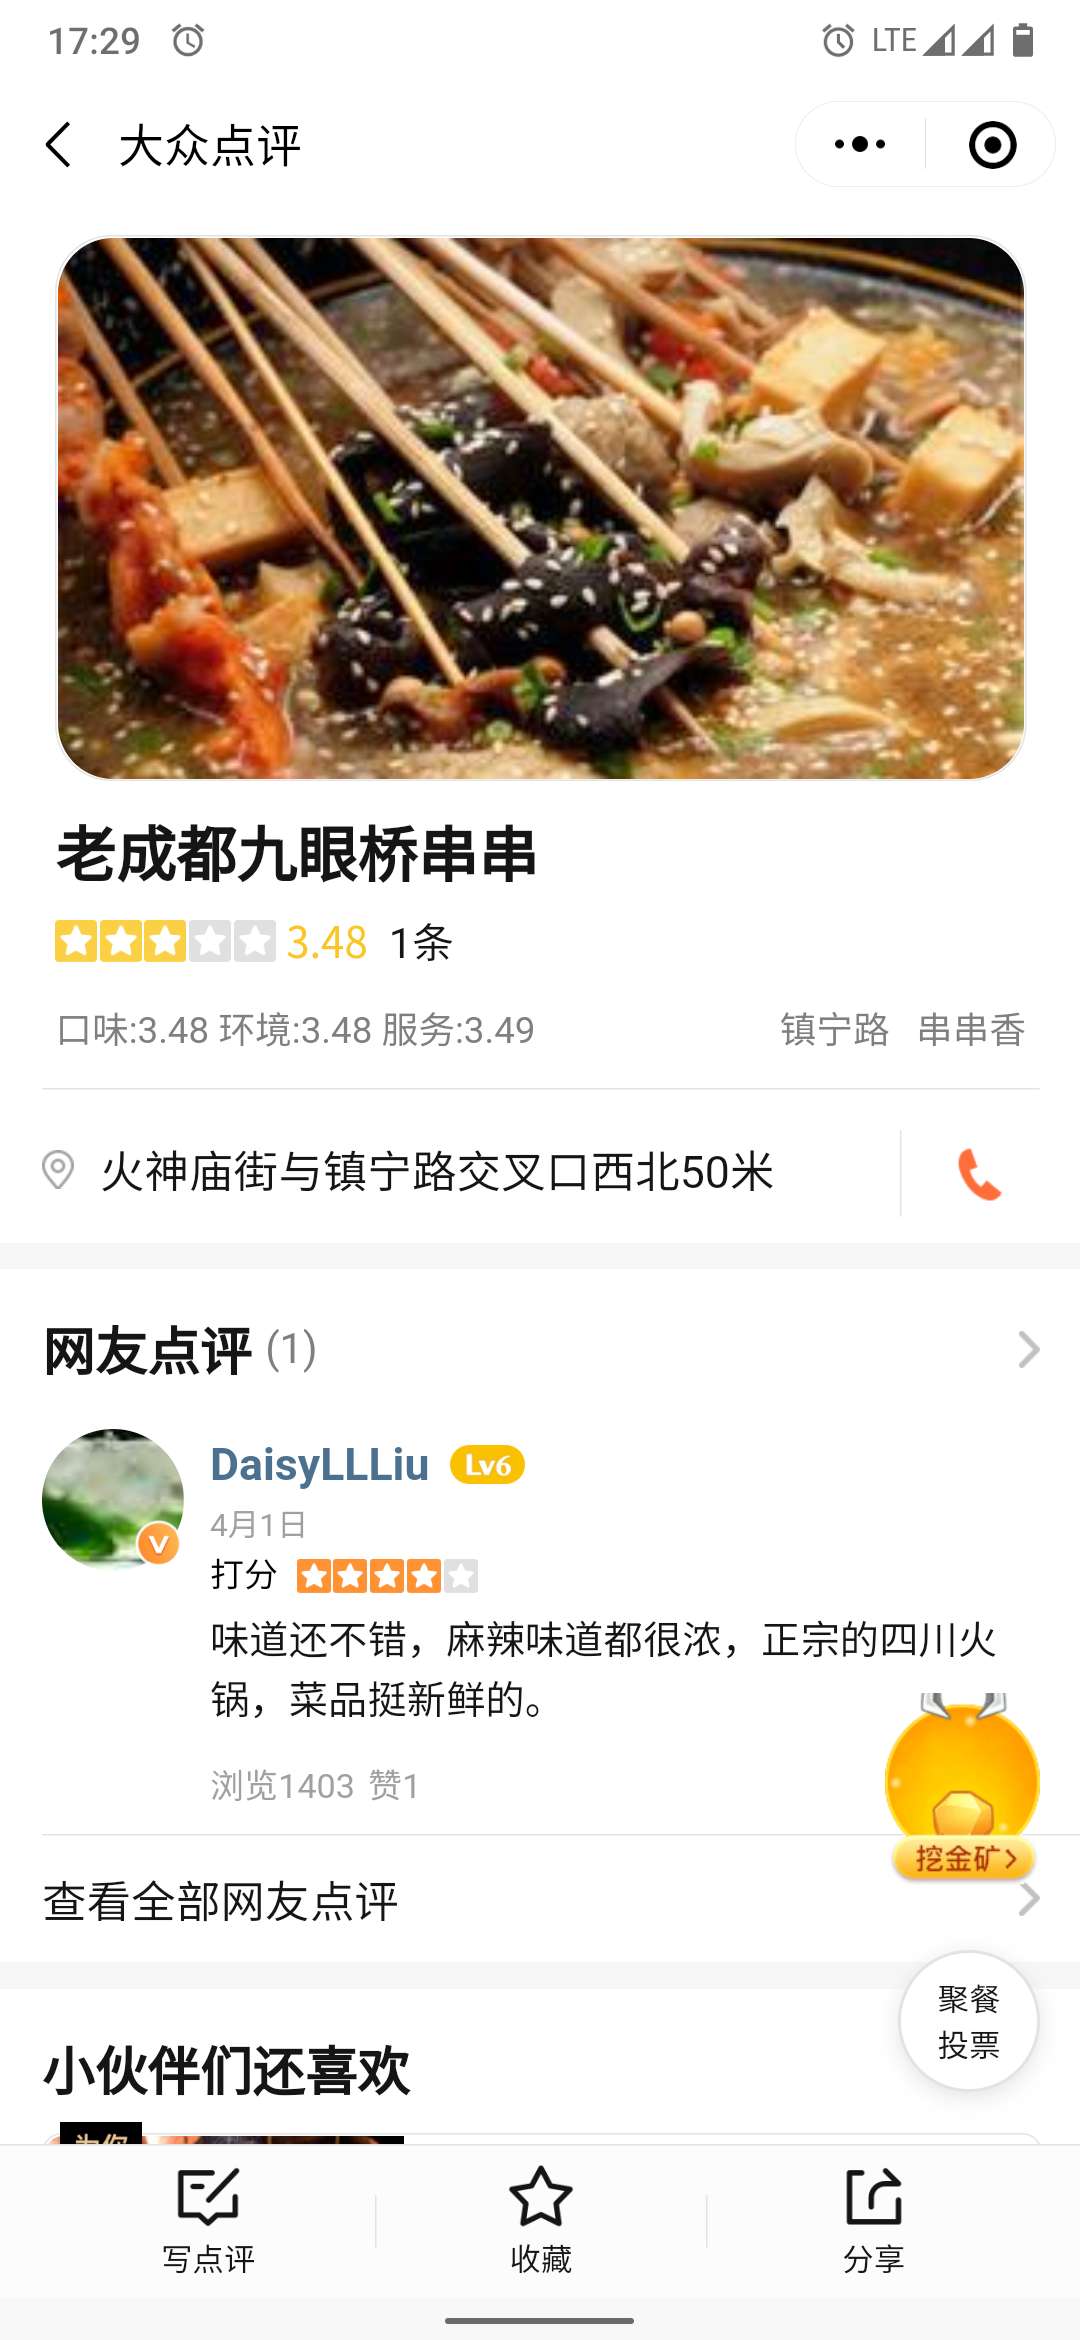 17:29
LTE
大众点评
老成都九眼桥串串
3.48 1条
口味:3.48 环境:3.48 服务:3.49 镇宁路 串串香
火神庙街与镇宁路交叉口西北50米
网友点评 (1)
DaisyLLLiu Lv6
V
4月1日
打分
味道还不错，麻辣味道都很浓，正宗的四川火
锅，菜品挺新鲜的。
浏览1403 赞1
挖金矿
查看全部网友点评
聚餐
投票
小伙伴们还喜欢
写点评
收藏
分享